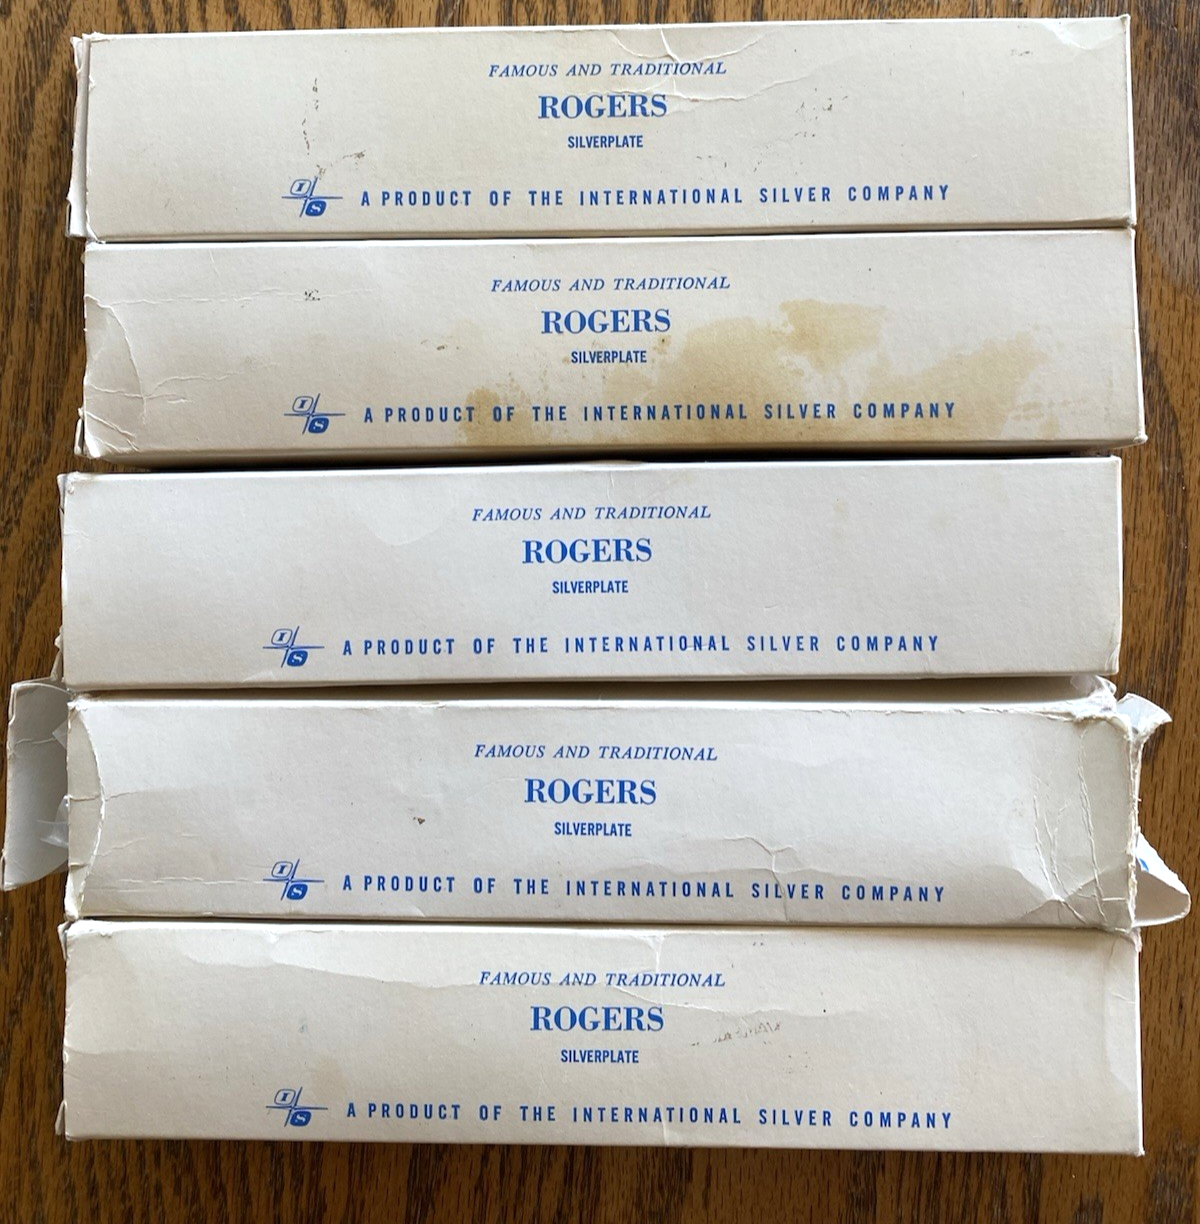 FAMOUS AND TRADITIONAL
ROGERS
SILVERPLATE
I/S A PRODUCT OF THE INTERNATIONAL SILVER COMPANY
FAMOUS AND TRADITIONAL
ROGERS
SILVERPLATE
I/S A PRODUCT OF THE INTERNATIONAL SILVER COMPANY
FAMOUS AND TRADITIONAL
ROGERS
SILVERPLATE
I/S A PRODUCT OF THE INTERNATIONAL SILVER COMPANY
FAMOUS AND TRADITIONAL
ROGERS
SILVERPLATE
I/S A PRODUCT OF THE INTERNATIONAL SILVER COMPANY
FAMOUS AND TRADITIONAL
ROGERS
SILVERPLATE
I/S A PRODUCT OF THE INTERNATIONAL SILVER COMPANY